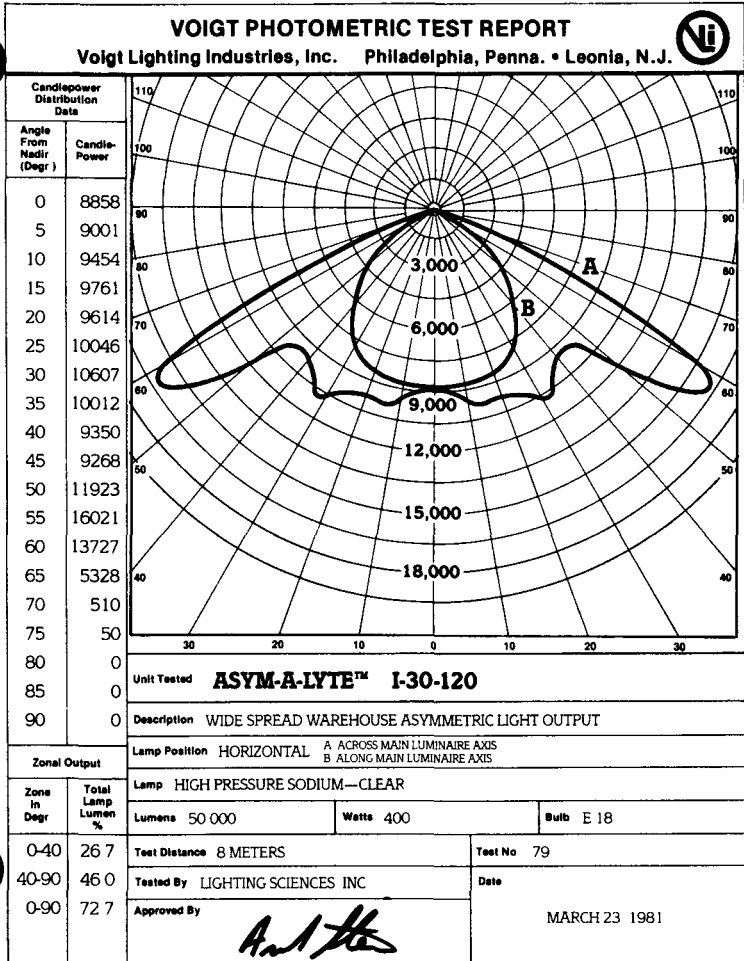 VOIGT PHOTOMETRIC TEST REPORT
Voigt Lighting Industries, Inc. Philadelphia, Penna. • Leonia, N.J.
VLi
Candlepower
Distribution
Data
Angle
From
Nadir
(Degr )
Candle-
Power
0 8858
5 9001
10 9454
15 9761
20 9614
25 10046
30 10607
35 10012
40 9350
45 9268
50 11923
55 16021
60 13727
65 5328
70 510
75 50
80 0
85 0
90 0
110 110
100 100
90 90
80 80
70 70
60 60
50 50
40 40
30 20 10 0 10 20 30
A
B
3,000
6,000
9,000
12,000
15,000
18,000
Unit Tested ASYM-A-LYTE™ I-30-120
Description WIDE SPREAD WAREHOUSE ASYMMETRIC LIGHT OUTPUT
Lamp Position HORIZONTAL A ACROSS MAIN LUMINAIRE AXIS
B ALONG MAIN LUMINAIRE AXIS
Lamp HIGH PRESSURE SODIUM—CLEAR
Lumens 50 000 Watts 400 Bulb E 18
Test Distance 8 METERS Test No 79
Tested By LIGHTING SCIENCES INC Date
Approved By MARCH 23 1981
Zonal Output
Zone
in
Degr
Total
Lamp
Lumen
%
0-40 26 7
40-90 46 0
0-90 72 7